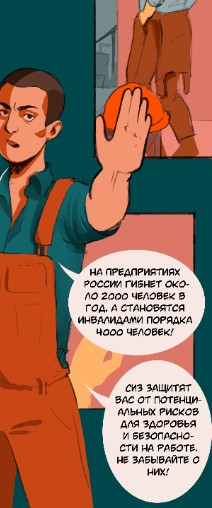 НА ПРЕДПРИЯТИЯХ
РОССИИ ГИБНЕТ ОКО-
ЛО 2000 ЧЕЛОВЕК В
ГОД, А СТАНОВЯТСЯ
ИНВАЛИДАМИ ПОРЯДКА
4000 ЧЕЛОВЕК!
СИЗ ЗАЩИТЯТ
ВАС ОТ ПОТЕНЦИ-
АЛЬНЫХ РИСКОВ
ДЛЯ ЗДОРОВЬЯ
И БЕЗОПАСНО-
СТИ НА РАБОТЕ.
НЕ ЗАБЫВАЙТЕ О
НИХ!